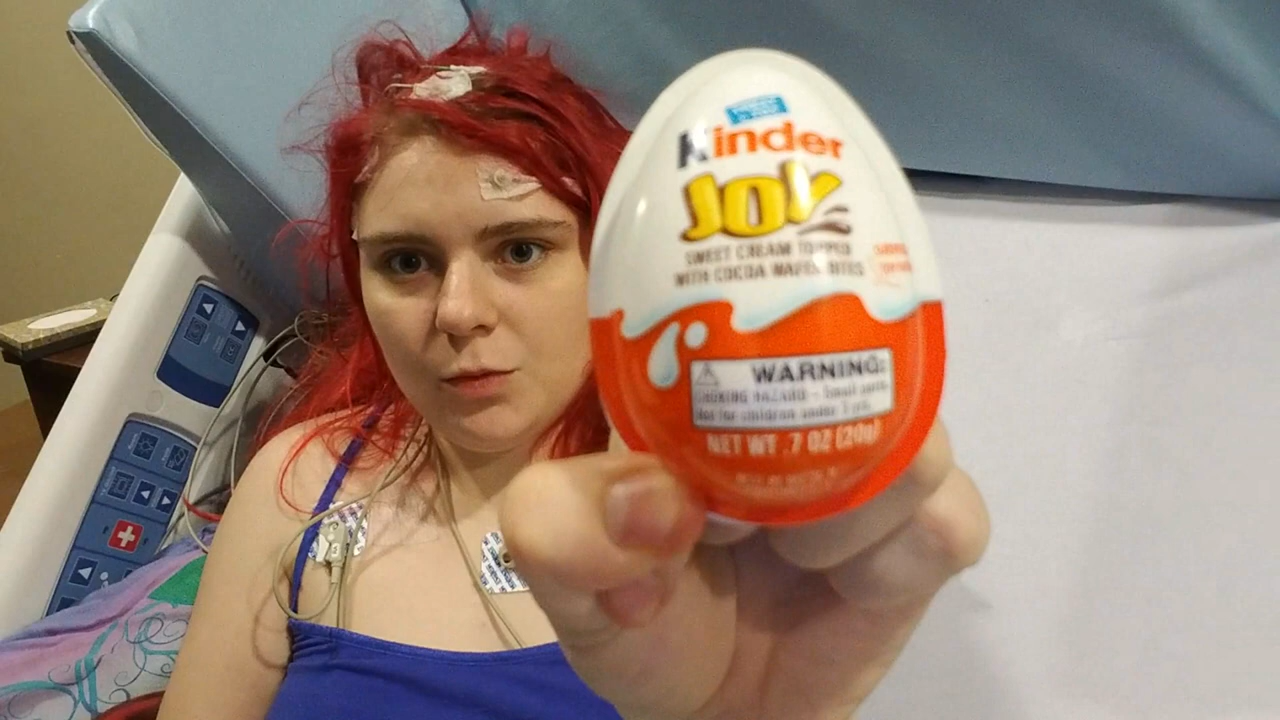 Kinder
JOY
SWEET CREAM TOPPED
WITH COCOA WAFER BITES
WARNING:
CHOKING HAZARD - Small parts.
Not for children under 3 yrs.
NET WT .7 OZ (20g)